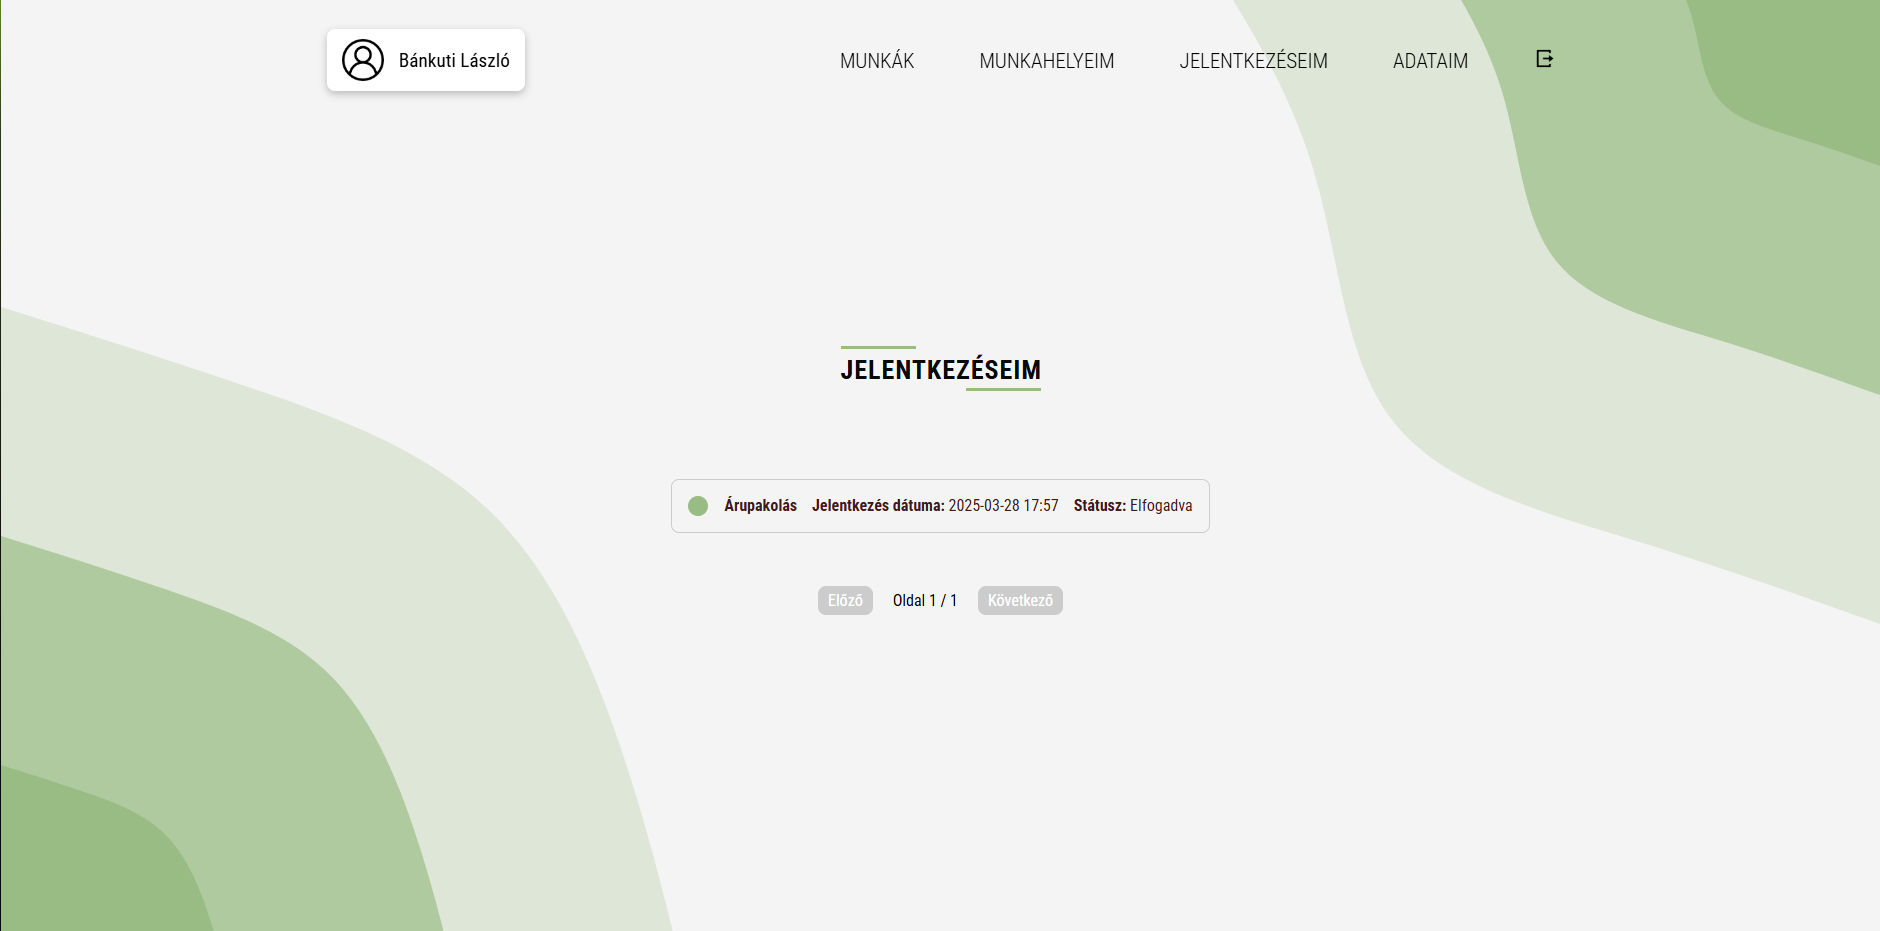 Bánkuti László
MUNKÁK MUNKAHELYEIM JELENTKEZÉSEIM ADATAIM
JELENTKEZÉSEIM
Árupakolás Jelentkezés dátuma: 2025-03-28 17:57 Státusz: Elfogadva
Előző Oldal 1 / 1 Következő